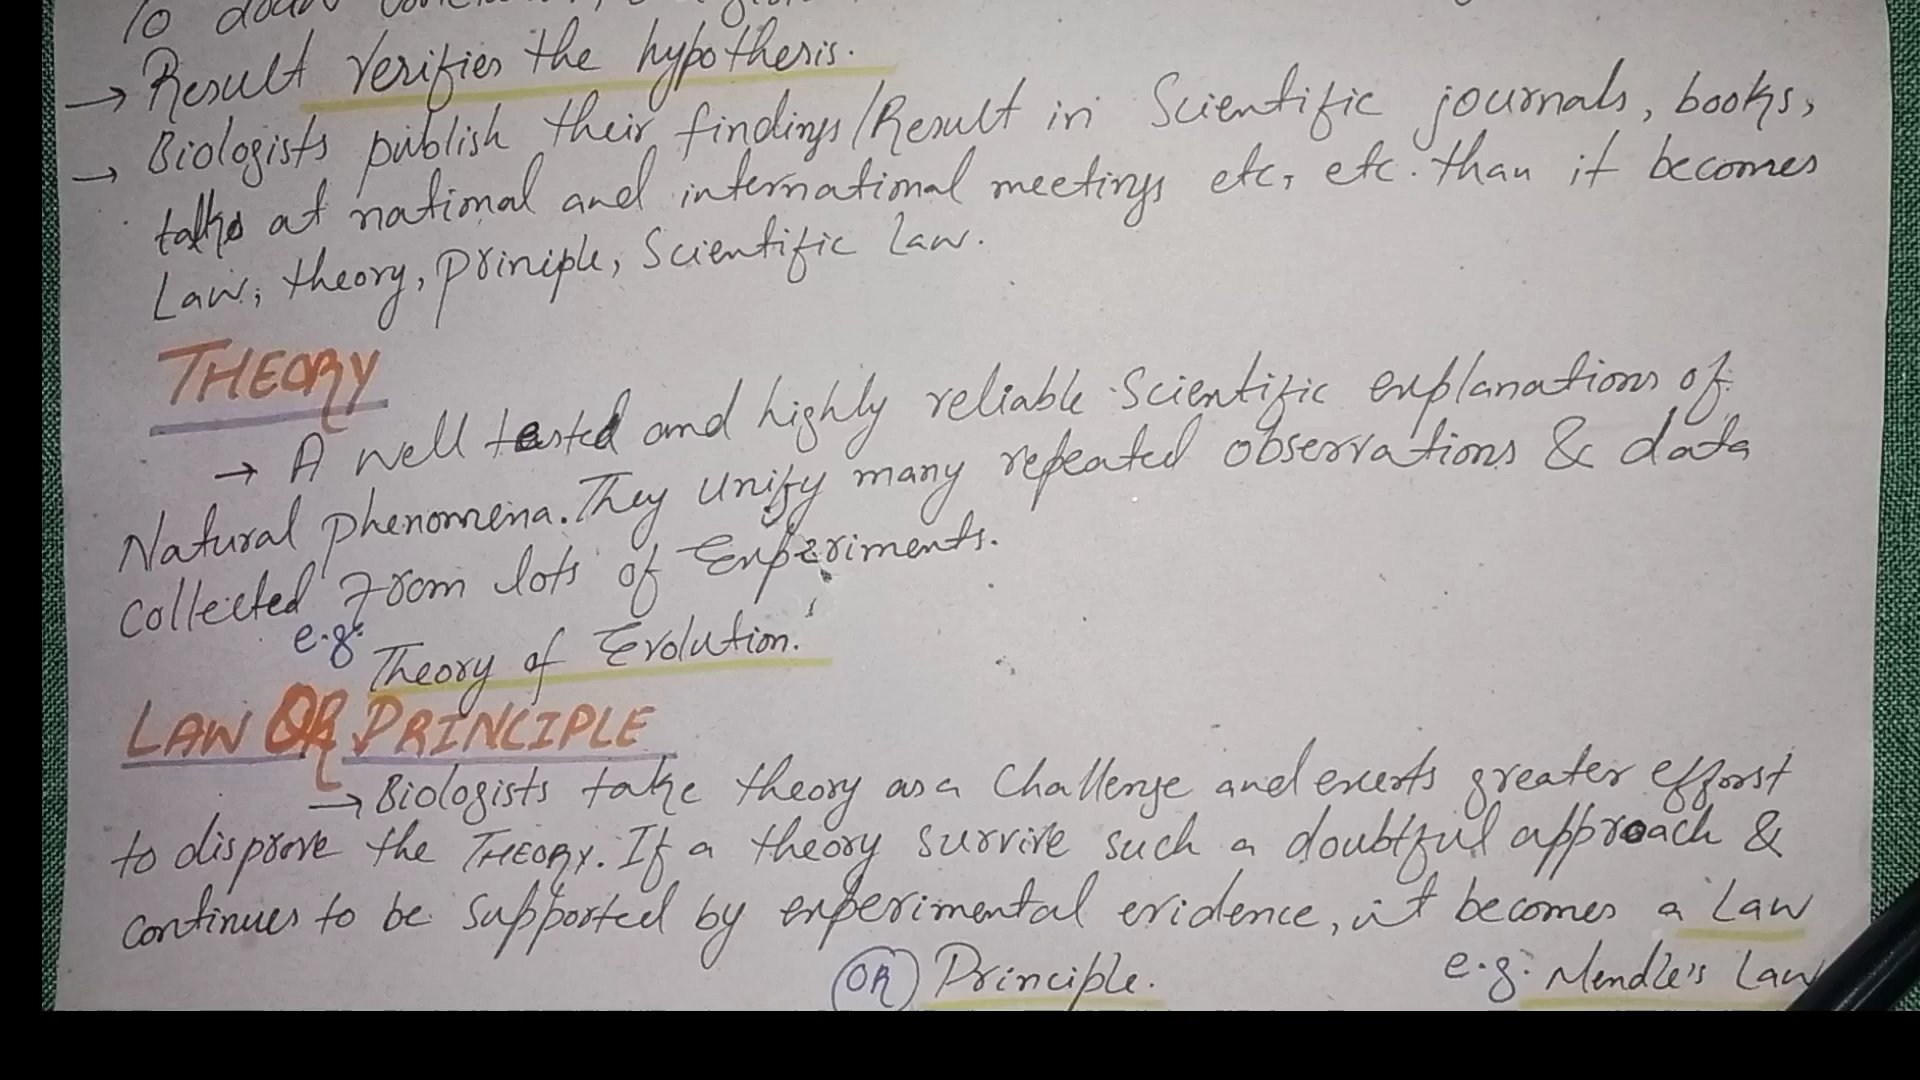 To
→ Result verifies the hypothesis.
→ Biologists publish their findings/Result in Scientific journals, books,
talks at national and international meetings etc, etc. than it becomes
Law, theory, priniple, Scientific Law.
THEORY
→ A well tested and highly reliable Scientific explanations of
Natural phenomena. They unify many repeated observations & data
collected from lots of Experiments.
e.g: Theory of Evolution.
LAW OR PRINCIPLE
→ Biologists take theory as a Challenge and exerts greater effort
to disprove the THEORY. If a theory survive such a doubtful approach &
continues to be supported by experimental evidence, it becomes a Law
OR Principle. e.g: Mendle's Law